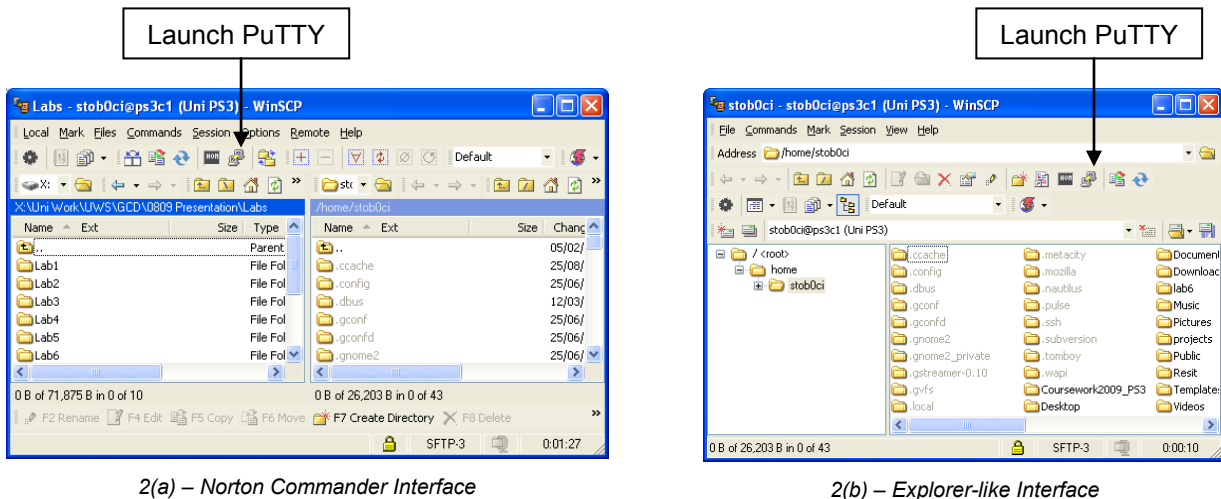 Launch PuTTY
Labs - stob0ci@ps3c1 (Uni PS3) - WinSCP
Local Mark Files Commands Session Options Remote Help
Default
X:
X:\Uni Work\UWS\GCD\0809 Presentation\Labs
Name Ext Size Type
.. Parent
Lab1 File Fol
Lab2 File Fol
Lab3 File Fol
Lab4 File Fol
Lab5 File Fol
Lab6 File Fol
0 B of 71,875 B in 0 of 10
/home/stob0ci
Name Ext Size Chang
.. 05/02/
.ccache 25/08/
.config 25/06/
.dbus 12/03/
.gconf 25/06/
.gconfd 25/06/
.gnome2 25/06/
0 B of 26,203 B in 0 of 43
F2 Rename F4 Edit F5 Copy F6 Move F7 Create Directory F8 Delete
SFTP-3 0:01:27
2(a) – Norton Commander Interface
Launch PuTTY
stob0ci - stob0ci@ps3c1 (Uni PS3) - WinSCP
File Commands Mark Session View Help
Address /home/stob0ci
Default
stob0ci@ps3c1 (Uni PS3)
/ <root>
home
stob0ci
.ccache .metacity Document
.config .mozilla Downloac
.dbus .nautilus lab6
.gconf .pulse Music
.gconfd .ssh Pictures
.gnome2 .subversion projects
.gnome2_private .tomboy Public
.gstreamer-0.10 .wapi Resit
.gvfs Coursework2009_PS3 Template:
.local Desktop Videos
0 B of 26,203 B in 0 of 43
SFTP-3 0:00:10
2(b) – Explorer-like Interface